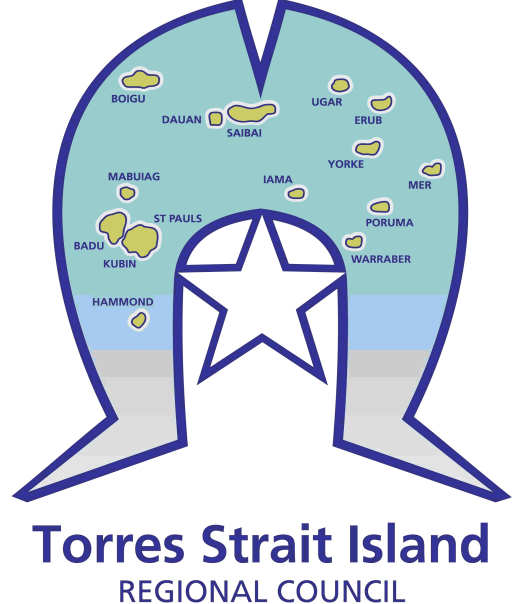 BOIGU
UGAR
DAUAN
ERUB
SAIBAI
YORKE
MABUIAG
IAMA
MER
ST PAULS
PORUMA
BADU
WARRABER
KUBIN
HAMMOND
Torres Strait Island
REGIONAL COUNCIL